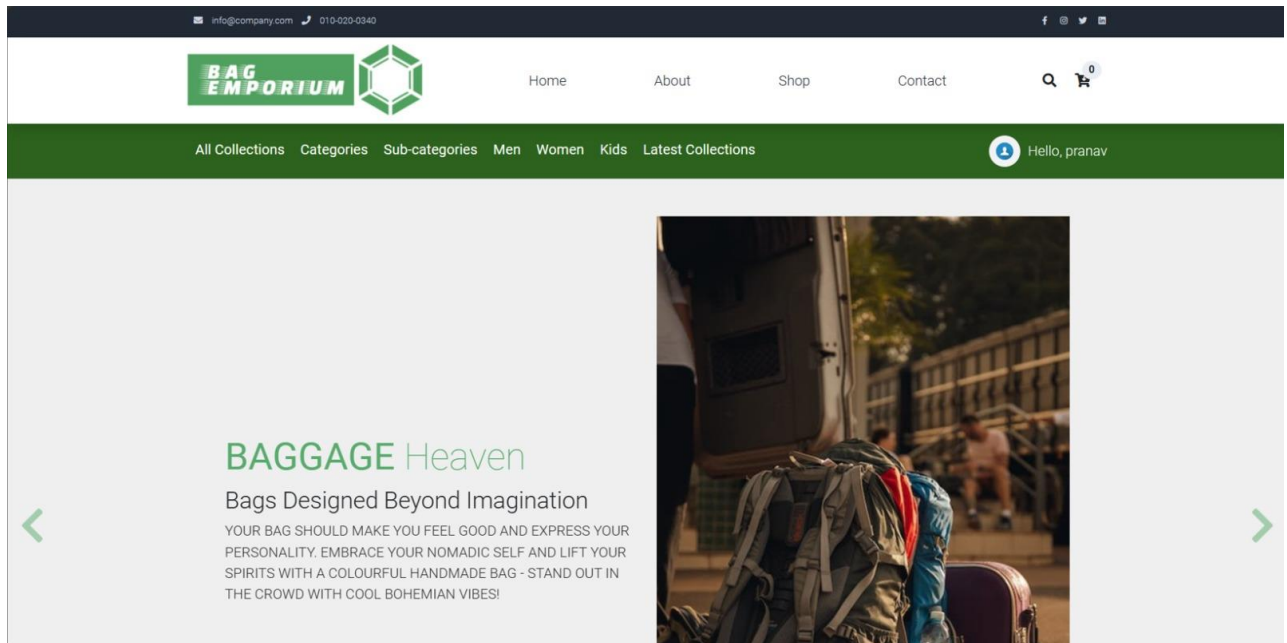 info@company.com 010-020-0340
BAG
EMPORIUM
Home About Shop Contact 0
All Collections Categories Sub-categories Men Women Kids Latest Collections Hello, pranav
BAGGAGE Heaven
Bags Designed Beyond Imagination
YOUR BAG SHOULD MAKE YOU FEEL GOOD AND EXPRESS YOUR
PERSONALITY. EMBRACE YOUR NOMADIC SELF AND LIFT YOUR
SPIRITS WITH A COLOURFUL HANDMADE BAG - STAND OUT IN
THE CROWD WITH COOL BOHEMIAN VIBES!